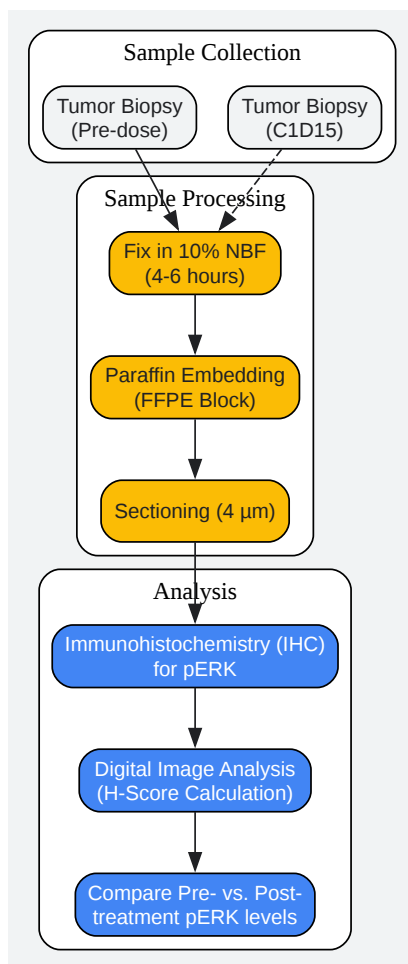 Sample Collection
Tumor Biopsy
(Pre-dose)
Tumor Biopsy
(C1D15)
Sample Processing
Fix in 10% NBF
(4-6 hours)
Paraffin Embedding
(FFPE Block)
Sectioning (4 µm)
Analysis
Immunohistochemistry (IHC)
for pERK
Digital Image Analysis
(H-Score Calculation)
Compare Pre- vs. Post-
treatment pERK levels